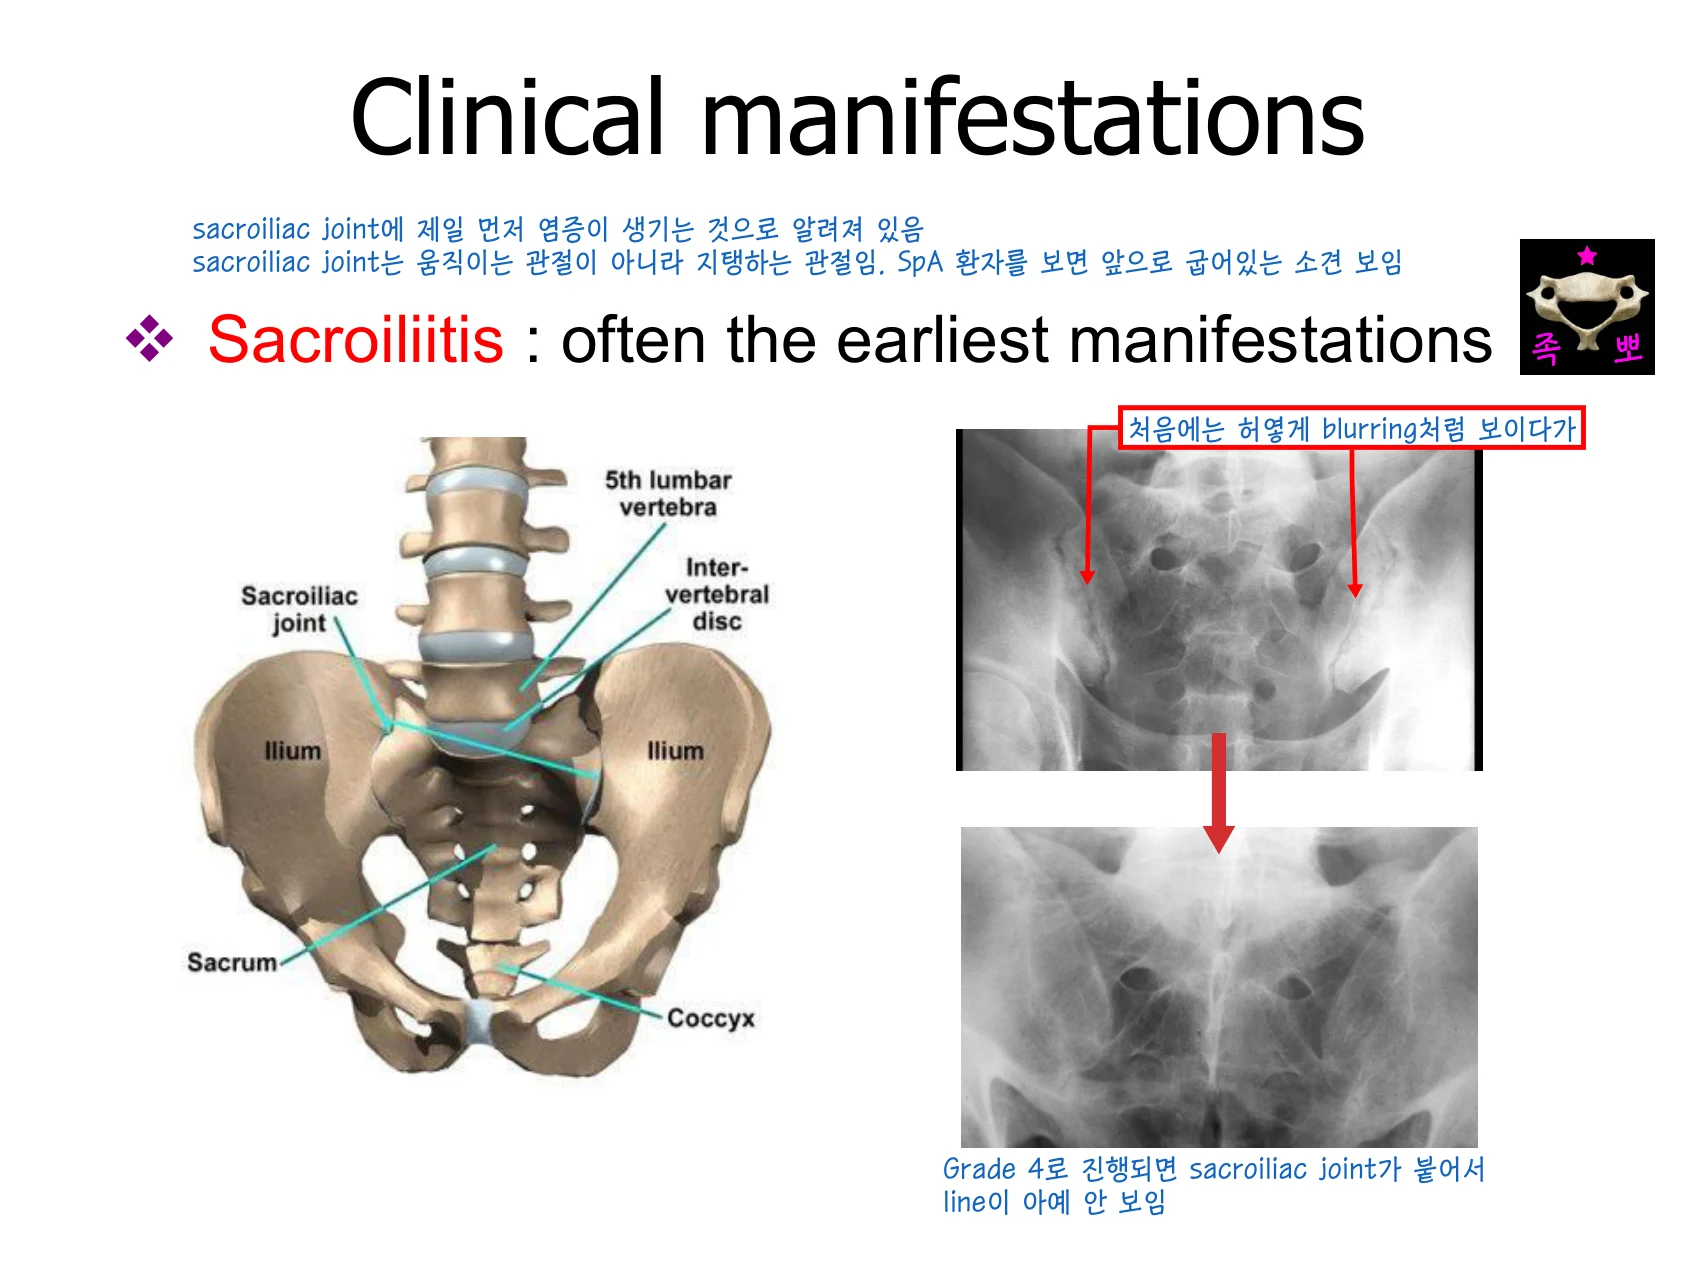 Clinical manifestations
sacroiliac joint에 제일 먼저 염증이 생기는 것으로 알려져 있음
sacroiliac joint는 움직이는 관절이 아니라 지탱하는 관절임. SpA 환자를 보면 앞으로 굽어있는 소견 보임
❖ Sacroiliitis : often the earliest manifestations
족 뽀
처음에는 허옇게 blurring처럼 보이다가
5th lumbar
vertebra
Inter-
vertebral
disc
Sacroiliac
joint
Ilium
Ilium
Sacrum
Coccyx
Grade 4로 진행되면 sacroiliac joint가 붙어서
line이 아예 안 보임